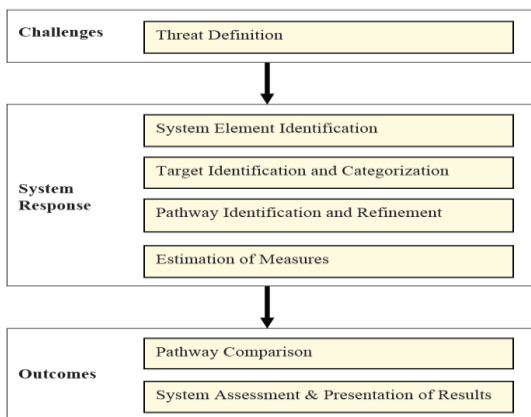 Challenges
Threat Definition
System Element Identification
Target Identification and Categorization
System
Response
Pathway Identification and Refinement
Estimation of Measures
Pathway Comparison
Outcomes
System Assessment & Presentation of Results